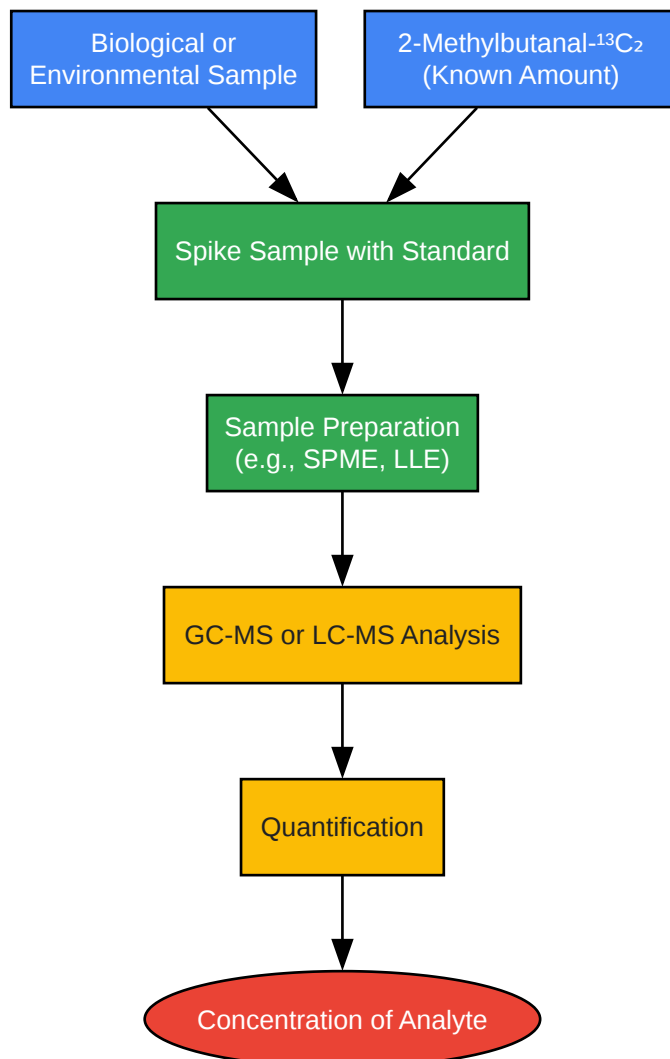 Biological or
Environmental Sample
2-Methylbutanal-¹³C₂
(Known Amount)
Spike Sample with Standard
Sample Preparation
(e.g., SPME, LLE)
GC-MS or LC-MS Analysis
Quantification
Concentration of Analyte